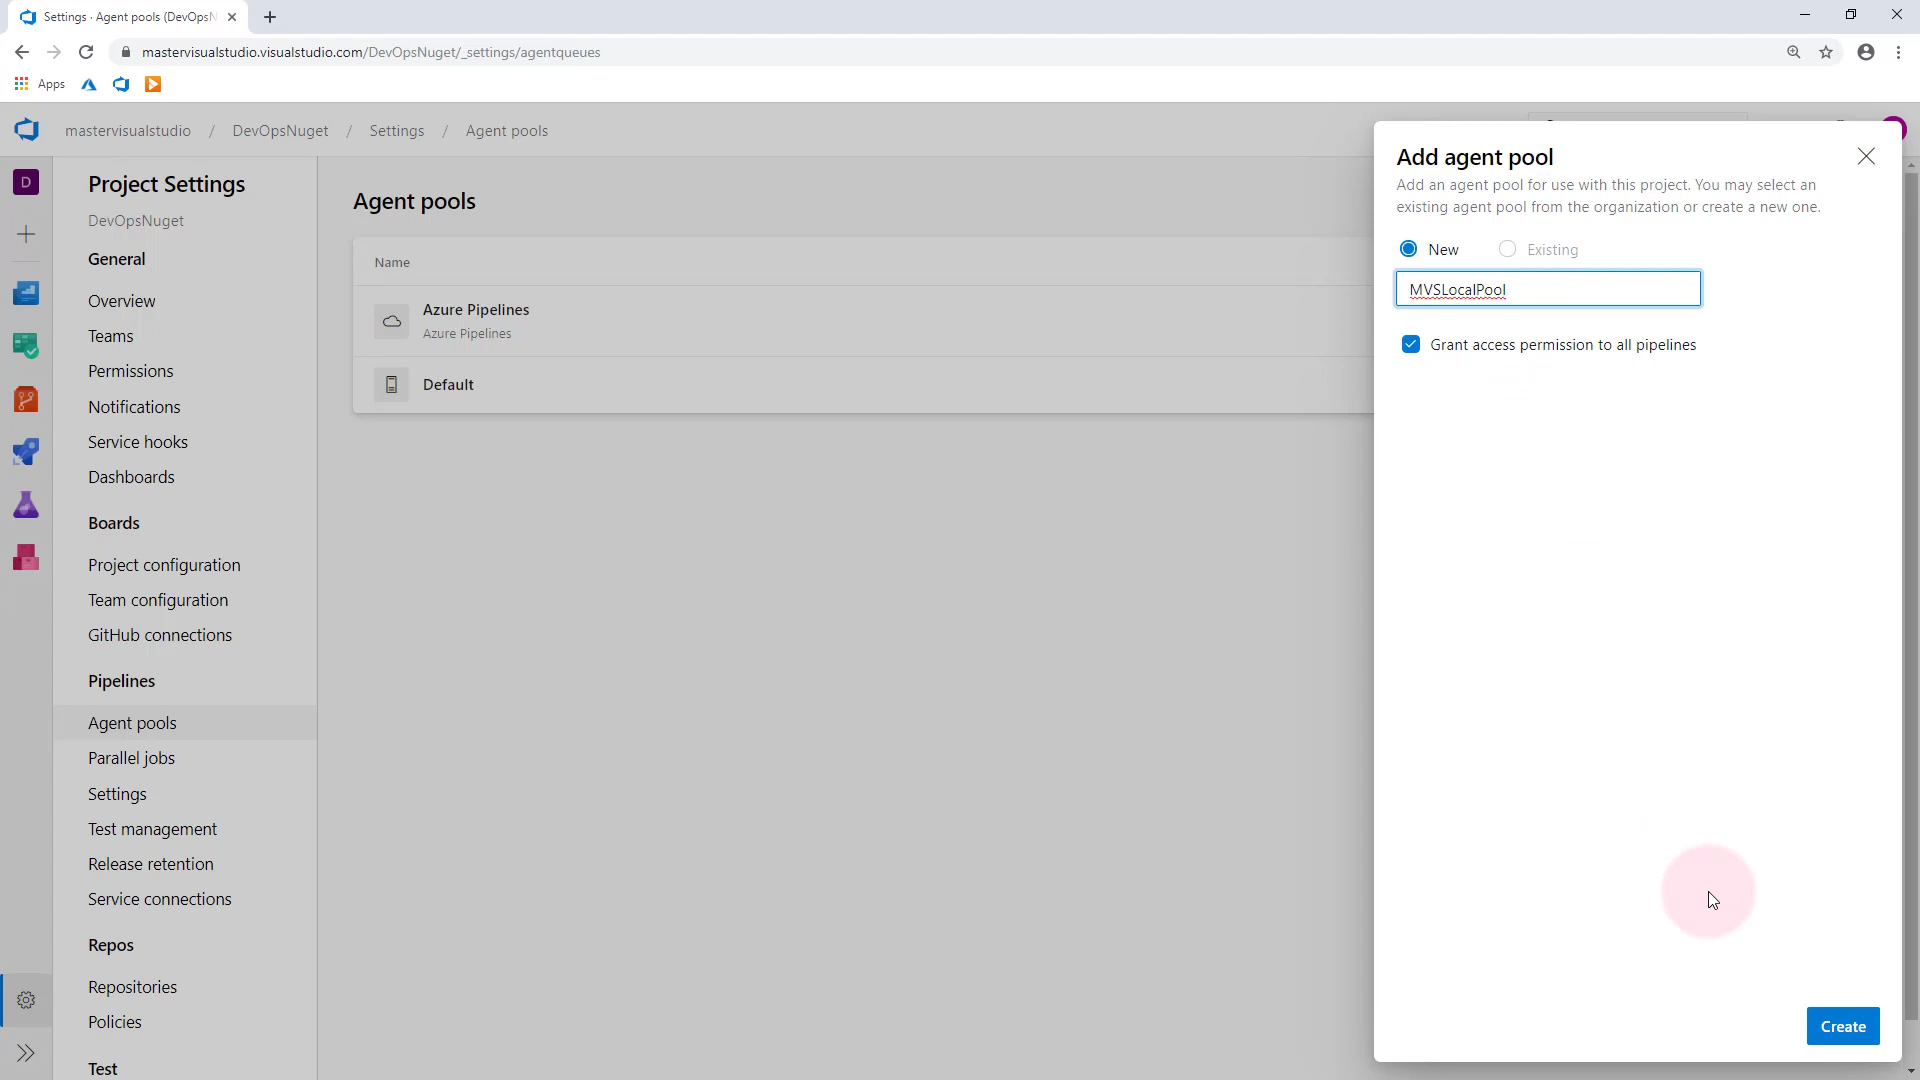 Settings · Agent pools (DevOpsN
mastervisualstudio.visualstudio.com/DevOpsNuget/_settings/agentqueues
Apps
mastervisualstudio / DevOpsNuget / Settings / Agent pools
D
Project Settings
DevOpsNuget
General
Overview
Teams
Permissions
Notifications
Service hooks
Dashboards
Boards
Project configuration
Team configuration
GitHub connections
Pipelines
Agent pools
Parallel jobs
Settings
Test management
Release retention
Service connections
Repos
Repositories
Policies
Test
Agent pools
Name
Azure Pipelines
Azure Pipelines
Default
Add agent pool
Add an agent pool for use with this project. You may select an
existing agent pool from the organization or create a new one.
New Existing
MVSLocalPool
Grant access permission to all pipelines
Create